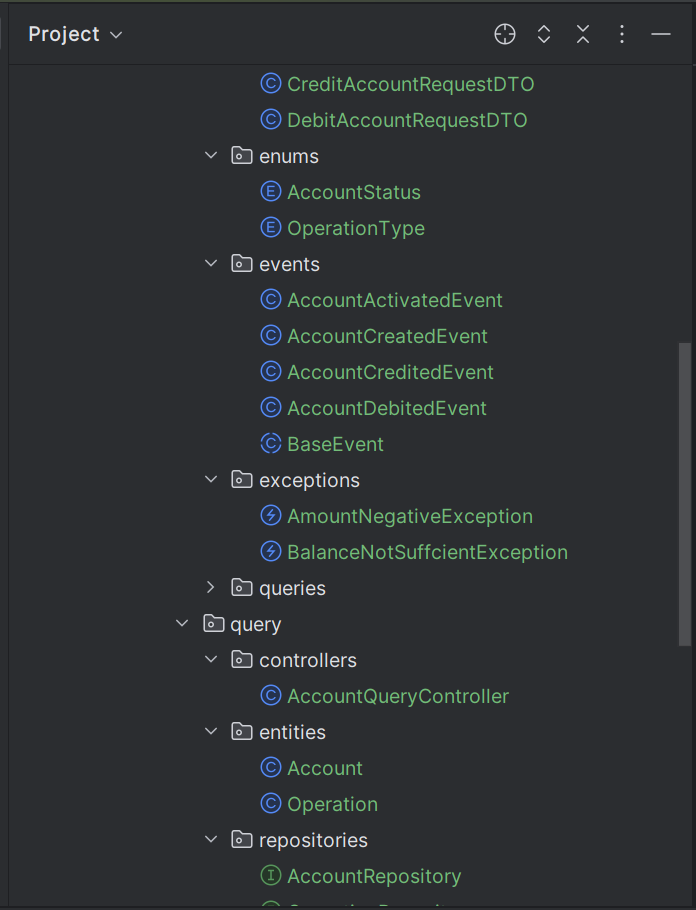 Project
CreditAccountRequestDTO
DebitAccountRequestDTO
enums
AccountStatus
OperationType
events
AccountActivatedEvent
AccountCreatedEvent
AccountCreditedEvent
AccountDebitedEvent
BaseEvent
exceptions
AmountNegativeException
BalanceNotSuffcientException
queries
query
controllers
AccountQueryController
entities
Account
Operation
repositories
AccountRepository